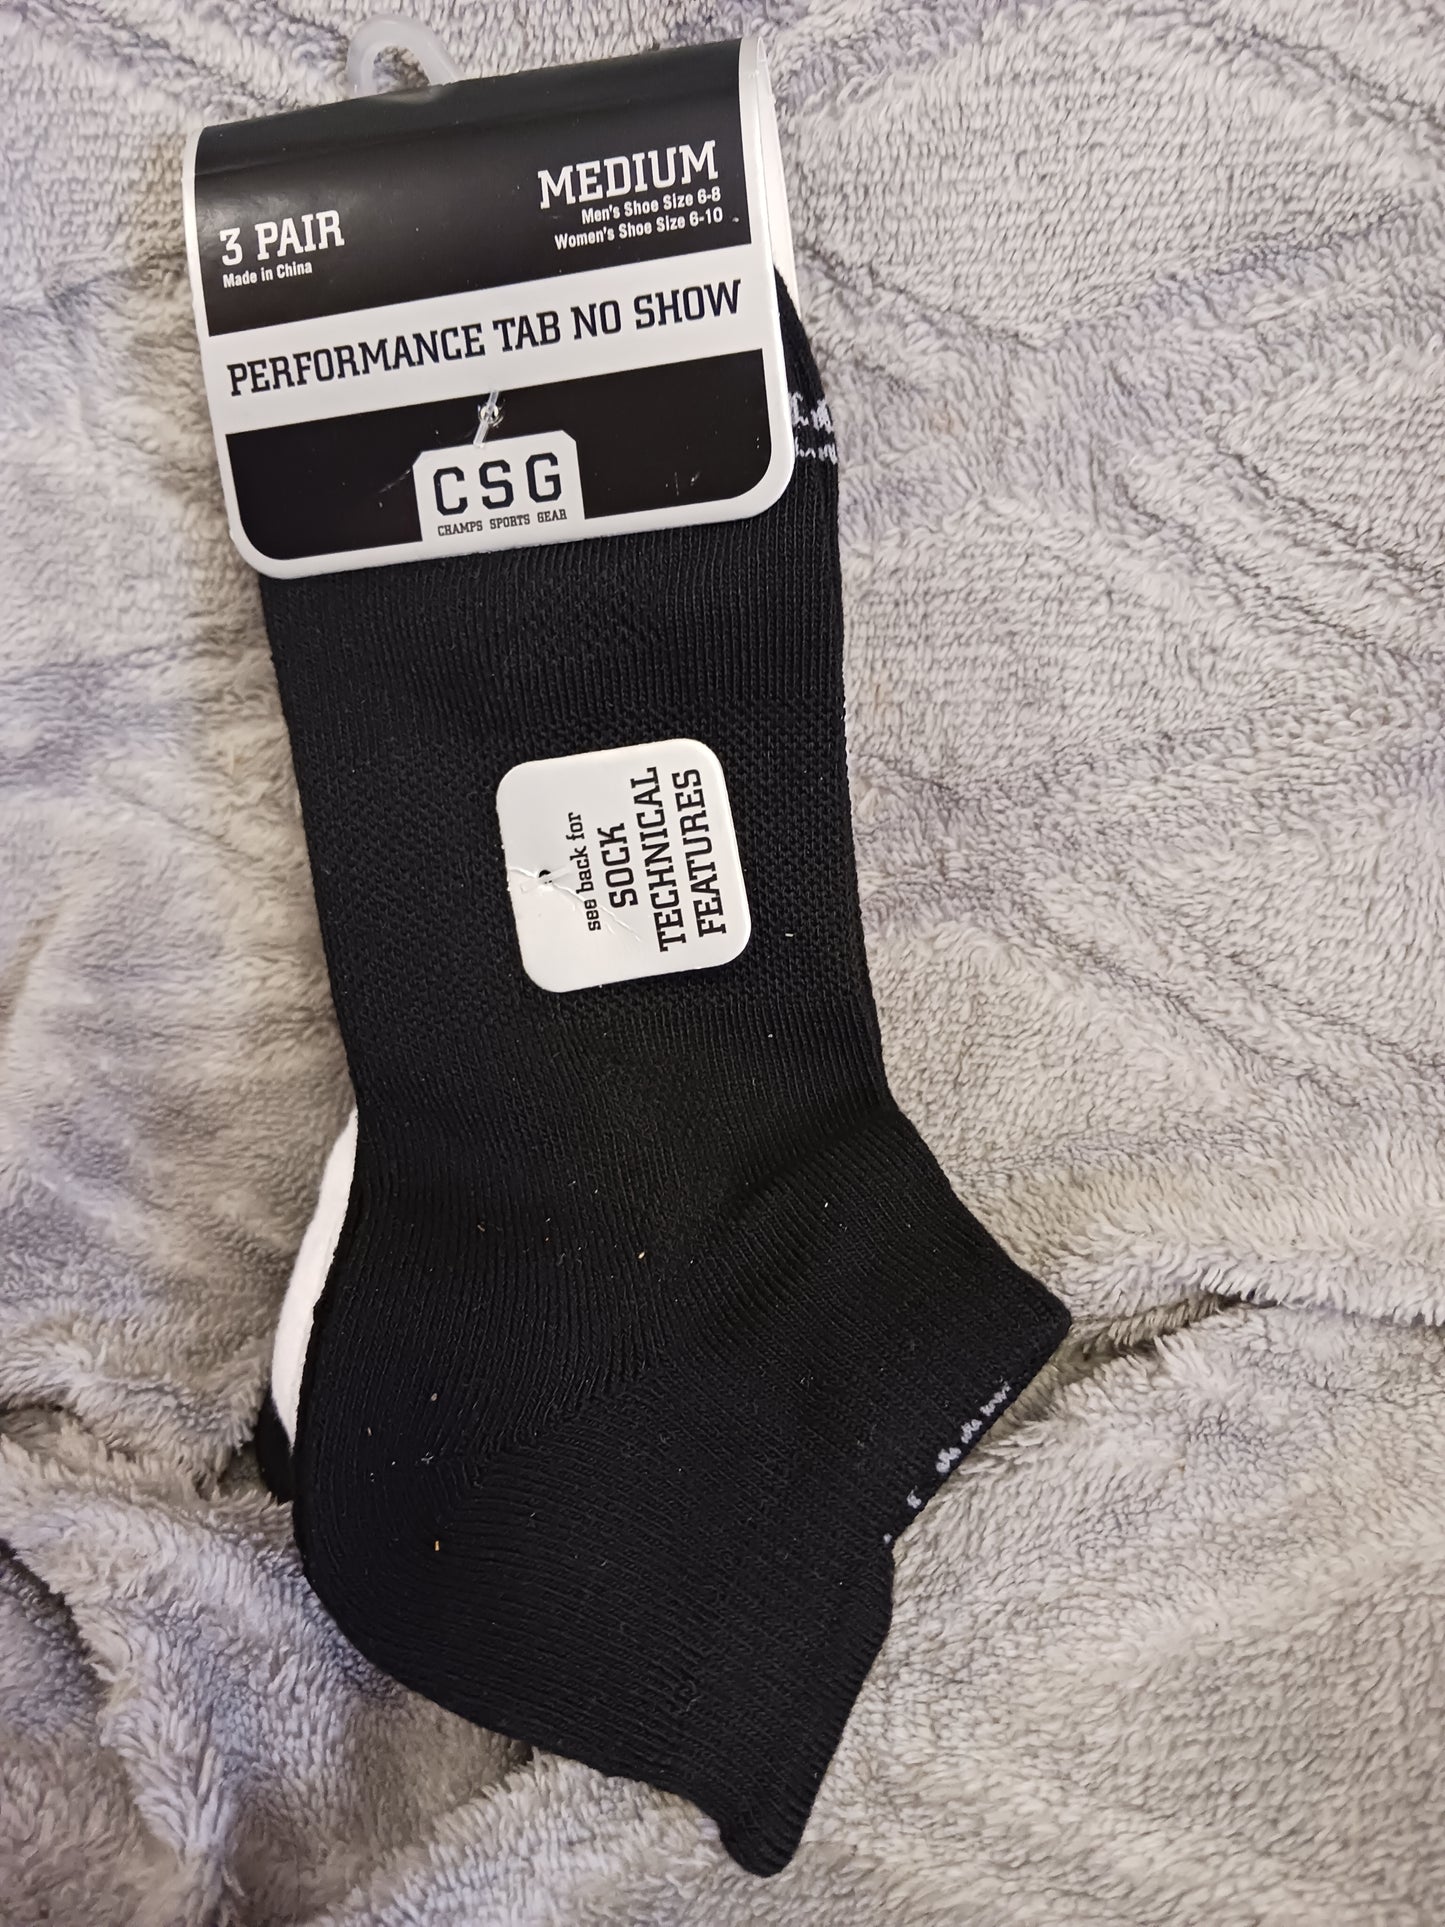 3 PAIR
Made in China
MEDIUM
Men's Shoe Size 6-8
Women's Shoe Size 6-10
PERFORMANCE TAB NO SHOW
CSG
CHAMPS SPORTS GEAR
see back for
SOCK
TECHNICAL
FEATURES